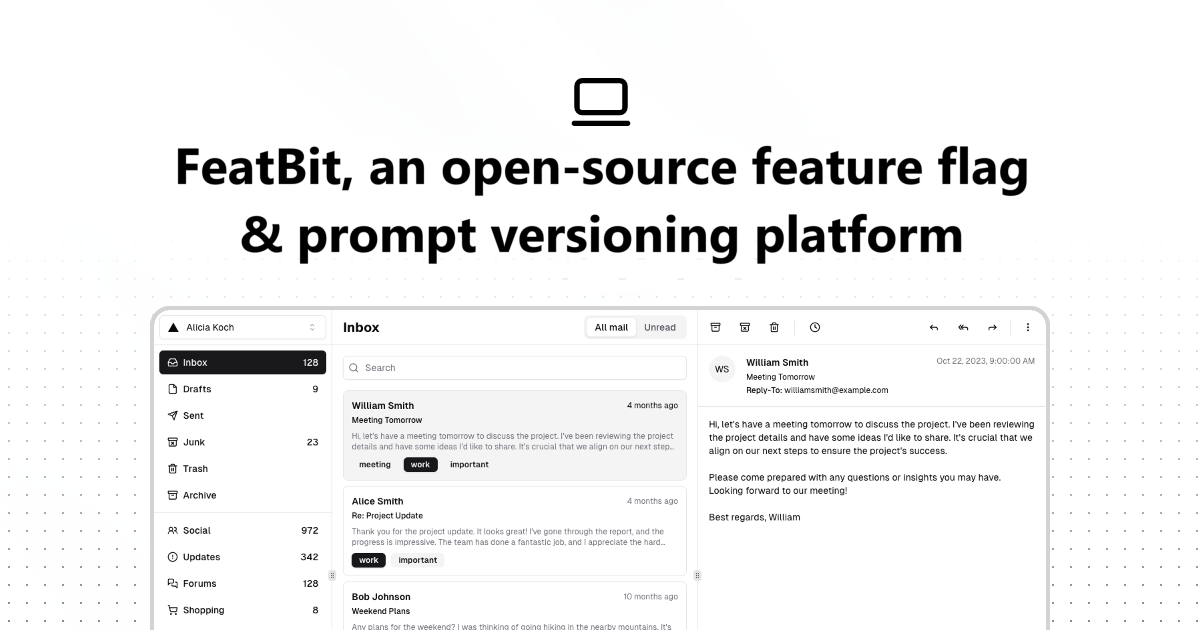 FeatBit, an open-source feature flag
& prompt versioning platform
Alicia Koch
Inbox 128
Drafts 9
Sent
Junk 23
Trash
Archive
Social 972
Updates 342
Forums 128
Shopping 8
Inbox
All mail Unread
Search
William Smith 4 months ago
Meeting Tomorrow
Hi, let's have a meeting tomorrow to discuss the project. I've been reviewing the project
details and have some ideas I'd like to share. It's crucial that we align on our next step...
meeting work important
Alice Smith 4 months ago
Re: Project Update
Thank you for the project update. It looks great! I've gone through the report, and the
progress is impressive. The team has done a fantastic job, and I appreciate the hard...
work important
Bob Johnson 10 months ago
Weekend Plans
Any plans for the weekend? I was thinking of going hiking in the nearby mountains. It's
WS
William Smith Oct 22, 2023, 9:00:00 AM
Meeting Tomorrow
Reply-To: williamsmith@example.com
Hi, let's have a meeting tomorrow to discuss the project. I've been reviewing
the project details and have some ideas I'd like to share. It's crucial that we
align on our next steps to ensure the project's success.
Please come prepared with any questions or insights you may have.
Looking forward to our meeting!
Best regards, William